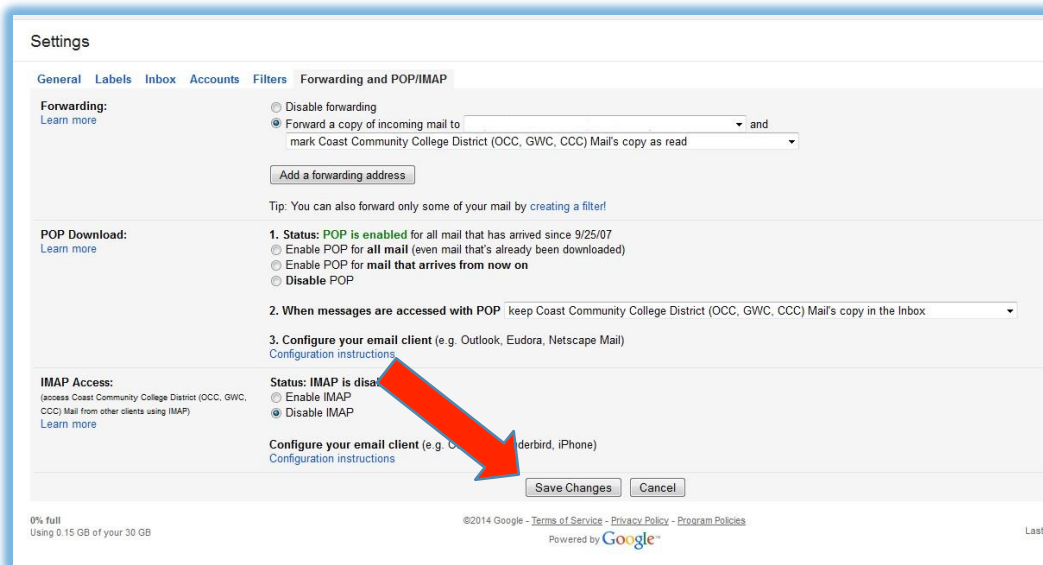 Settings
General Labels Inbox Accounts Filters Forwarding and POP/IMAP
Forwarding:
Learn more
Disable forwarding
Forward a copy of incoming mail to and
mark Coast Community College District (OCC, GWC, CCC) Mail's copy as read
Add a forwarding address
Tip: You can also forward only some of your mail by creating a filter!
POP Download:
Learn more
1. Status: POP is enabled for all mail that has arrived since 9/25/07
Enable POP for all mail (even mail that's already been downloaded)
Enable POP for mail that arrives from now on
Disable POP
2. When messages are accessed with POP keep Coast Community College District (OCC, GWC, CCC) Mail's copy in the Inbox
3. Configure your email client (e.g. Outlook, Eudora, Netscape Mail)
Configuration instructions
IMAP Access:
(access Coast Community College District (OCC, GWC,
CCC) Mail from other clients using IMAP)
Learn more
Status: IMAP is
Enable IMAP
Disable IMAP
Configure your email client (e.g. iPhone)
Configuration instructions
Save Changes Cancel
0% full
Using 0.15 GB of your 30 GB
©2014 Google - Terms of Service - Privacy Policy - Program Policies
Powered by Google™
Last